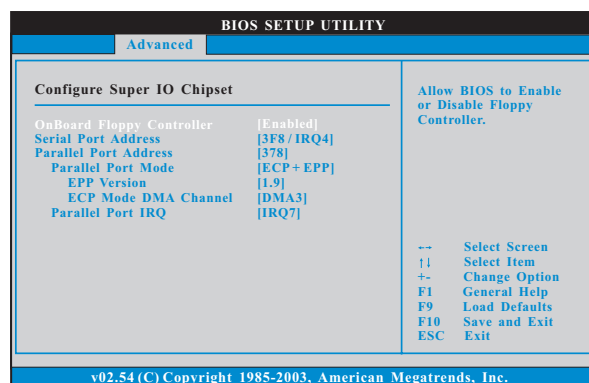 BIOS SETUP UTILITY
Advanced
Configure Super IO Chipset
OnBoard Floppy Controller [Enabled]
Serial Port Address [3F8 / IRQ4]
Parallel Port Address [378]
Parallel Port Mode [ECP + EPP]
EPP Version [1.9]
ECP Mode DMA Channel [DMA3]
Parallel Port IRQ [IRQ7]
Allow BIOS to Enable
or Disable Floppy
Controller.
←→ Select Screen
↑↓ Select Item
+- Change Option
F1 General Help
F9 Load Defaults
F10 Save and Exit
ESC Exit
v02.54 (C) Copyright 1985-2003, American Megatrends, Inc.